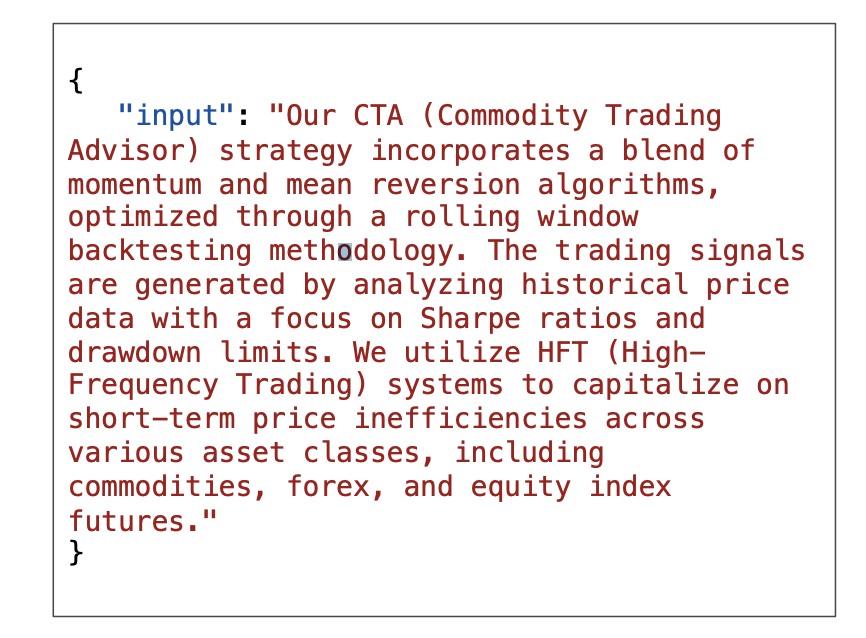 {
"input": "Our CTA (Commodity Trading
Advisor) strategy incorporates a blend of
momentum and mean reversion algorithms,
optimized through a rolling window
backtesting methodology. The trading signals
are generated by analyzing historical price
data with a focus on Sharpe ratios and
drawdown limits. We utilize HFT (High-
Frequency Trading) systems to capitalize on
short-term price inefficiencies across
various asset classes, including
commodities, forex, and equity index
futures."
}